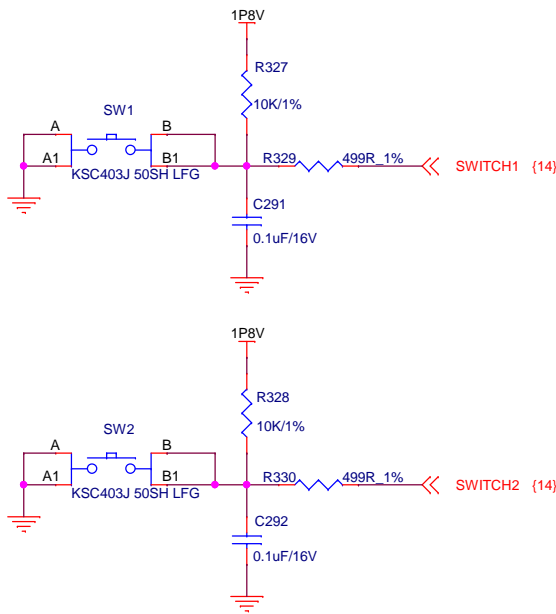 1P8V
R327
10K/1%
SW1
A
B
A1
B1
KSC403J 50SH LFG
R329
499R_1%
SWITCH1 {14}
C291
0.1uF/16V
1P8V
R328
10K/1%
SW2
A
B
A1
B1
KSC403J 50SH LFG
R330
499R_1%
SWITCH2 {14}
C292
0.1uF/16V